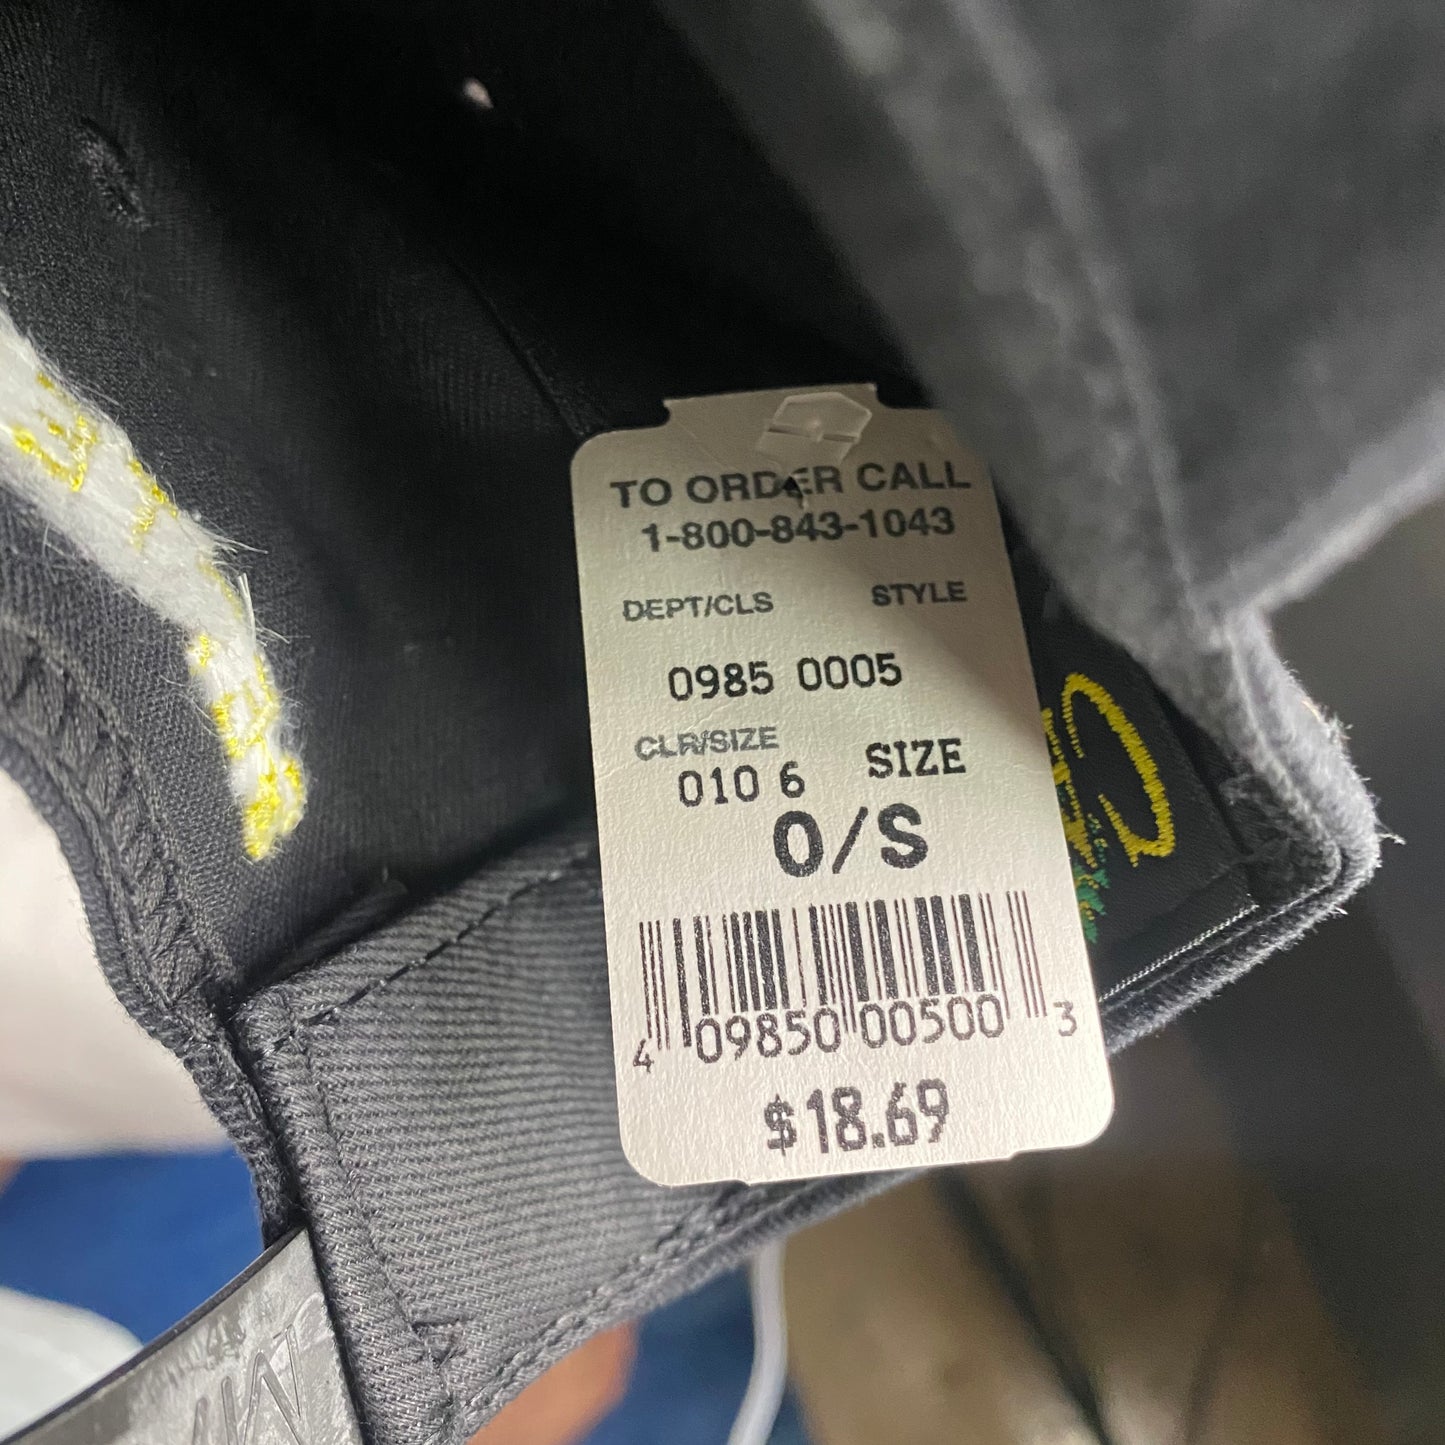 TO ORDER CALL
1-800-843-1043
DEPT/CLS STYLE
0985 0005
CLR/SIZE SIZE
010 6
O/S
4 09850 00500 3
$18.69